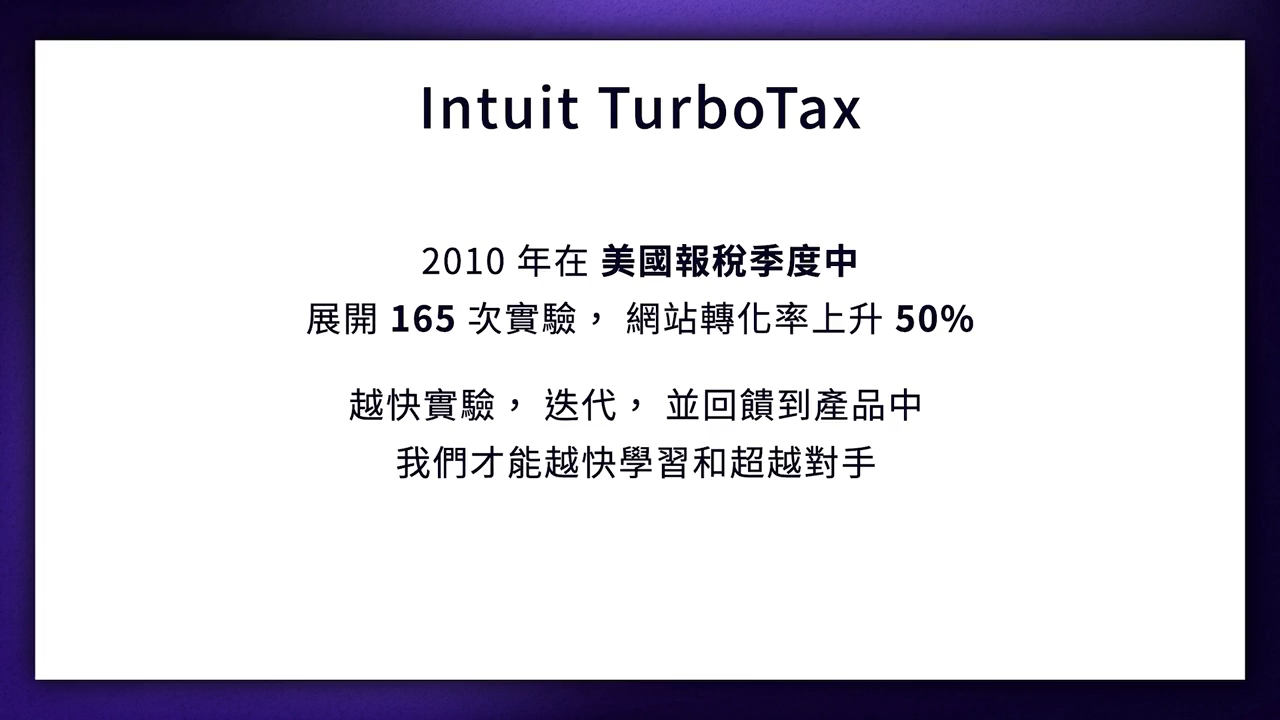 Intuit TurboTax
2010 年在 美國報稅季度中
展開 165 次實驗， 網站轉化率上升 50%
越快實驗， 迭代， 並回饋到產品中
我們才能越快學習和超越對手